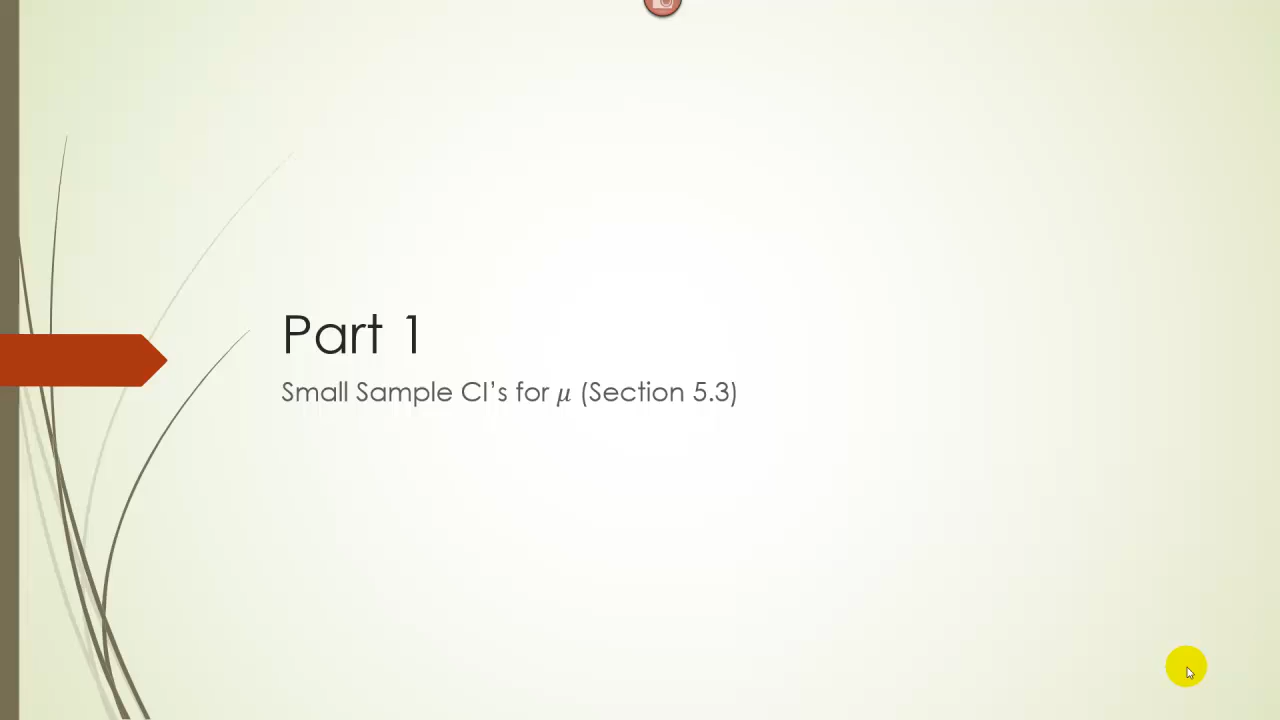 Part 1
Small Sample CI’s for 𝜇 (Section 5.3)